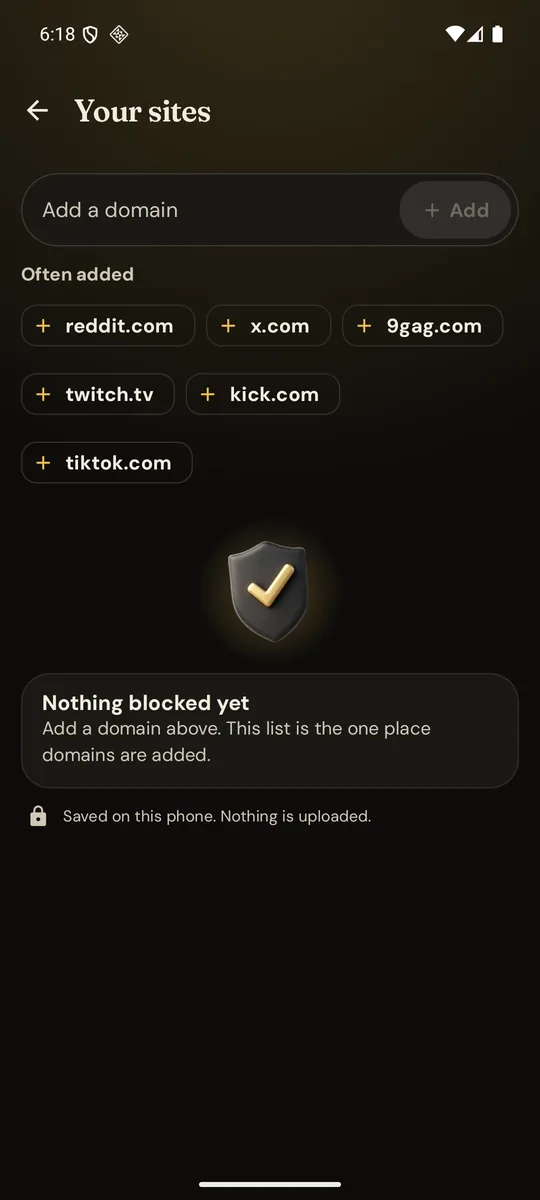 6:18
Your sites
Add a domain
+ Add
Often added
+ reddit.com
+ x.com
+ 9gag.com
+ twitch.tv
+ kick.com
+ tiktok.com
Nothing blocked yet
Add a domain above. This list is the one place
domains are added.
Saved on this phone. Nothing is uploaded.